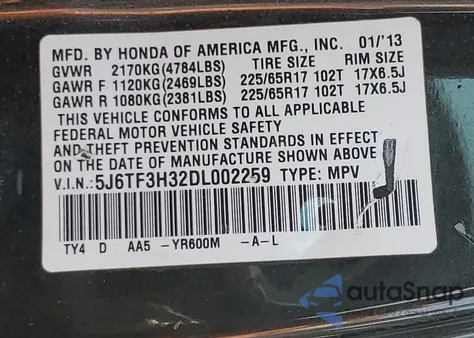 MFD. BY HONDA OF AMERICA MFG., INC. 01/'13
GVWR 2170KG(4784LBS) TIRE SIZE RIM SIZE
GAWR F 1120KG(2469LBS) 225/65R17 102T 17X6.5J
GAWR R 1080KG(2381LBS) 225/65R17 102T 17X6.5J
THIS VEHICLE CONFORMS TO ALL APPLICABLE
FEDERAL MOTOR VEHICLE SAFETY
AND THEFT PREVENTION STANDARDS IN EFFECT
ON THE DATE OF MANUFACTURE SHOWN ABOVE
V.I.N.: 5J6TF3H32DL002259 TYPE: MPV
TY4 D AA5 -YR600M -A-L
autoSnap